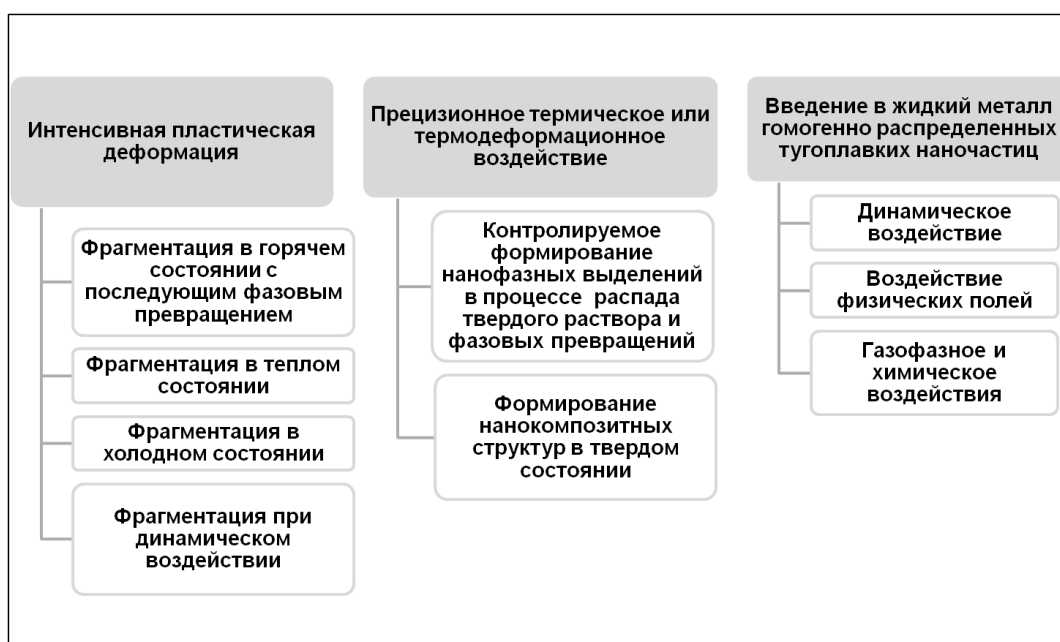 Интенсивная пластическая
деформация
Фрагментация в горячем
состоянии с
последующим фазовым
превращением
Фрагментация в теплом
состоянии
Фрагментация в
холодном состоянии
Фрагментация при
динамическом
воздействии
Прецизионное термическое или
термодеформационное
воздействие
Контролируемое
формирование
нанофазных выделений
в процессе распада
твердого раствора и
фазовых превращений
Формирование
нанокомпозитных
структур в твердом
состоянии
Введение в жидкий металл
гомогенно распределенных
тугоплавких наночастиц
Динамическое
воздействие
Воздействие
физических полей
Газофазное и
химическое
воздействия